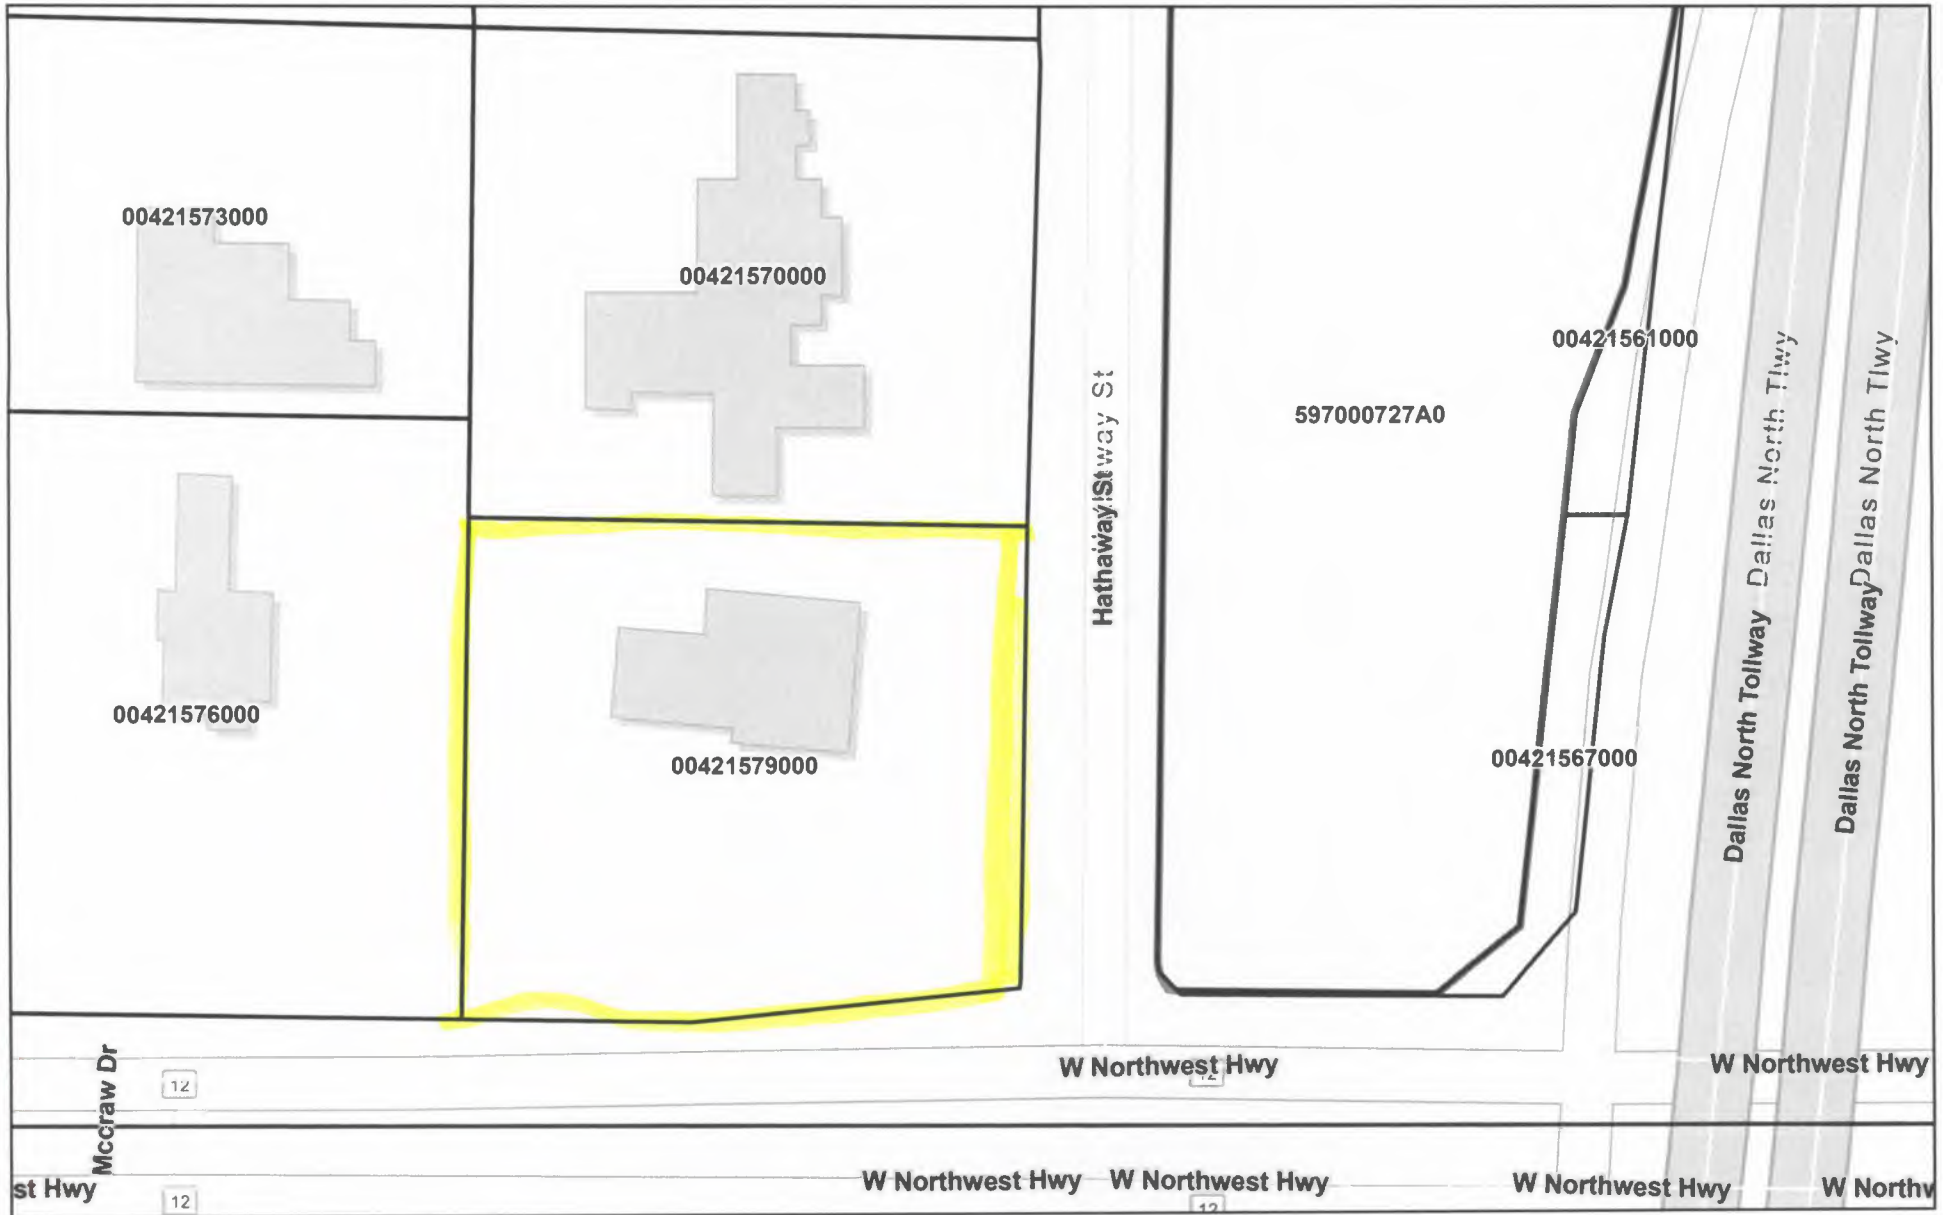 00421573000
00421570000
00421561000
597000727A0
Hathaway St
Hathaway St
Dallas North Tlwy
Dallas North Tlwy
Dallas North Tollway
Dallas North Tollway
00421576000
00421579000
00421567000
W Northwest Hwy
W Northwest Hwy
12
12
Mccraw Dr
st Hwy
12
W Northwest Hwy
W Northwest Hwy
W Northwest Hwy
W Northw
12